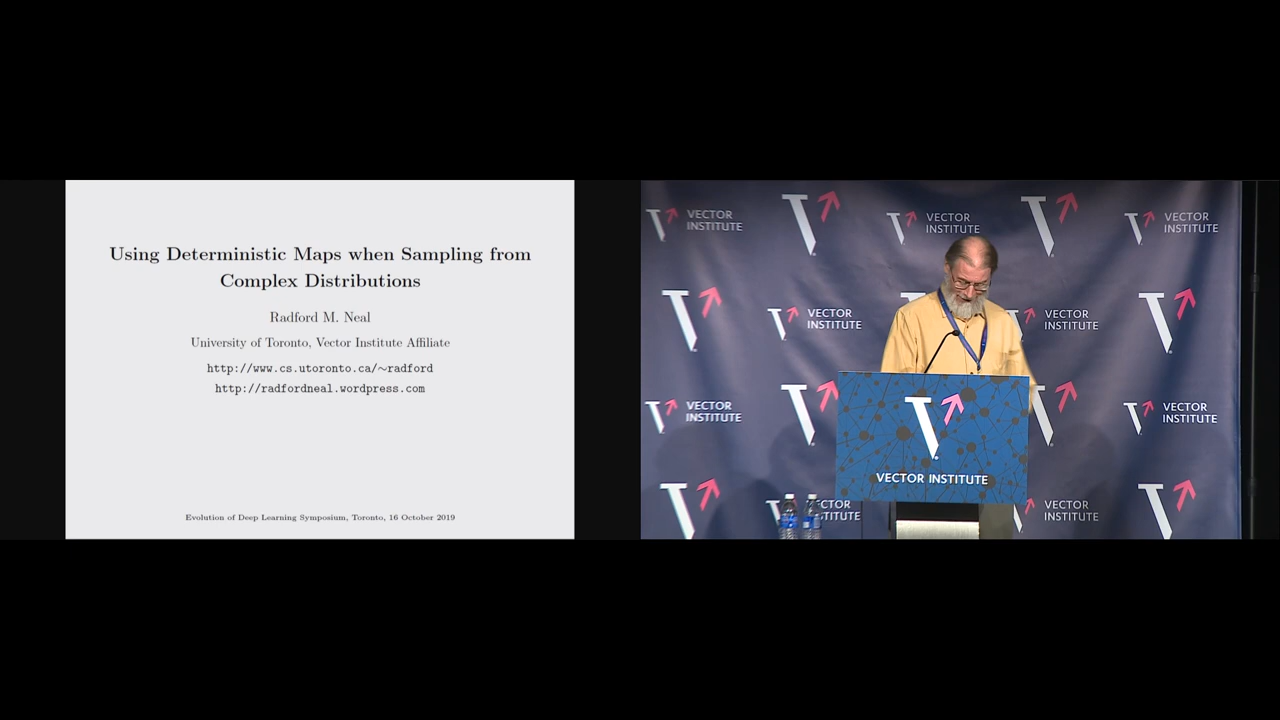 Using Deterministic Maps when Sampling from
Complex Distributions
Radford M. Neal
University of Toronto, Vector Institute Affiliate
http://www.cs.utoronto.ca/~radford
http://radfordneal.wordpress.com
Evolution of Deep Learning Symposium, Toronto, 16 October 2019
VECTOR
INSTITUTE
VECTOR
INSTITUTE
VECTOR
INSTITUTE
VECTOR
INSTITUTE
VECTOR
INSTITUTE
VECTOR
INSTITUTE
VECTOR
INSTITUTE
VECTOR INSTITUTE
VECTOR
INSTITUTE